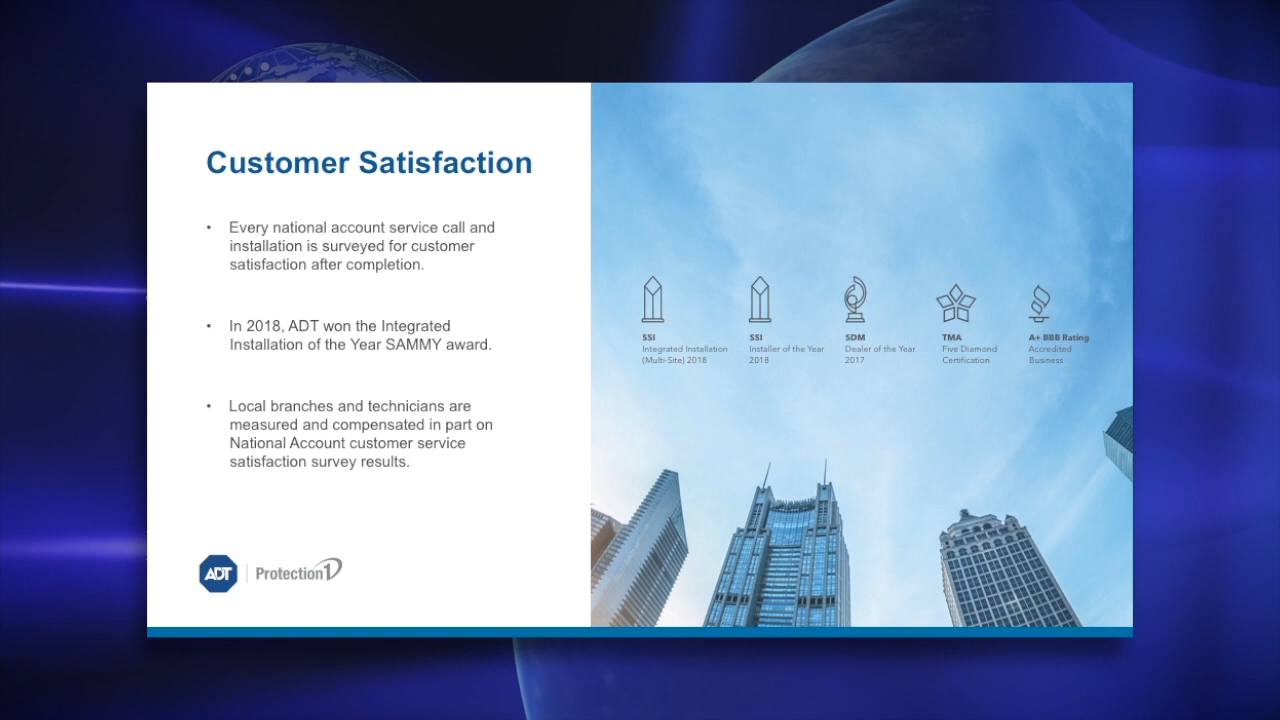 Customer Satisfaction
• Every national account service call and
installation is surveyed for customer
satisfaction after completion.
• In 2018, ADT won the Integrated
Installation of the Year SAMMY award.
• Local branches and technicians are
measured and compensated in part on
National Account customer service
satisfaction survey results.
ADT Protection1
SSI
Integrated Installation
(Multi-Site) 2018
SSI
Installer of the Year
2018
SDM
Dealer of the Year
2017
TMA
Five Diamond
Certification
A+ BBB Rating
Accredited
Business